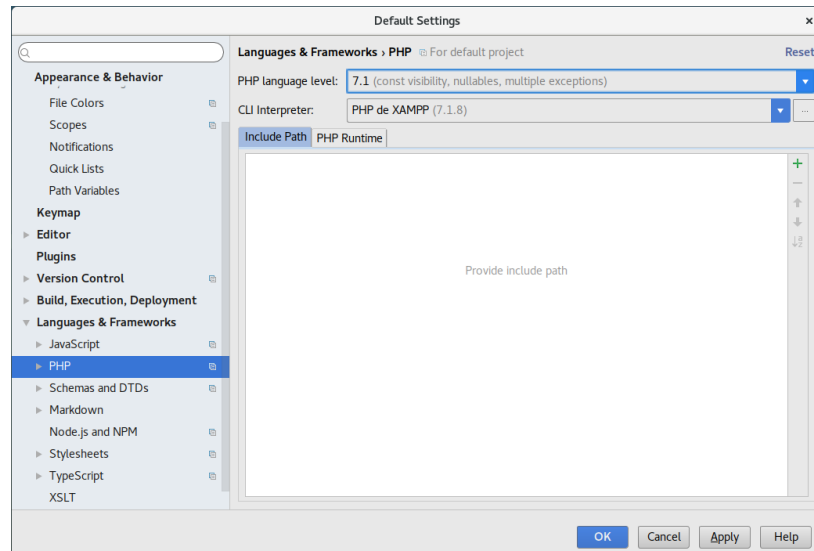 Default Settings ×
Languages & Frameworks › PHP For default project Reset
PHP language level: 7.1 (const visibility, nullables, multiple exceptions)
CLI Interpreter: PHP de XAMPP (7.1.8) ...
Include Path PHP Runtime
Provide include path
Appearance & Behavior
File Colors
Scopes
Notifications
Quick Lists
Path Variables
Keymap
Editor
Plugins
Version Control
Build, Execution, Deployment
Languages & Frameworks
JavaScript
PHP
Schemas and DTDs
Markdown
Node.js and NPM
Stylesheets
TypeScript
XSLT
OK Cancel Apply Help